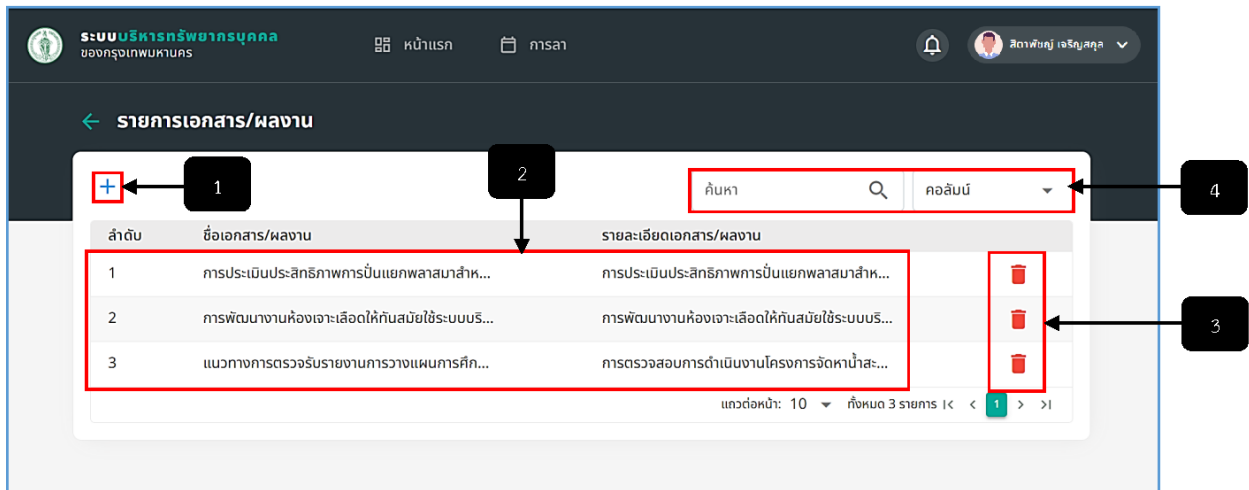 ระบบบริหารทรัพยากรบุคคล
ของกรุงเทพมหานคร
หน้าแรก
การลา
สิตาพัชญ์ เจริญสกุล
รายการเอกสาร/ผลงาน
1
2
ค้นหา
คอลัมน์
4
ลำดับ ชื่อเอกสาร/ผลงาน รายละเอียดเอกสาร/ผลงาน
1 การประเมินประสิทธิภาพการปั่นแยกพลาสมาสำห... การประเมินประสิทธิภาพการปั่นแยกพลาสมาสำห...
2 การพัฒนางานห้องเจาะเลือดให้ทันสมัยใช้ระบบบริ... การพัฒนางานห้องเจาะเลือดให้ทันสมัยใช้ระบบบริ...
3
3 แนวทางการตรวจรับรายงานการวางแผนการศึก... การตรวจสอบการดำเนินงานโครงการจัดหาน้ำสะ...
แถวต่อหน้า: 10 ทั้งหมด 3 รายการ |< < 1 > >|